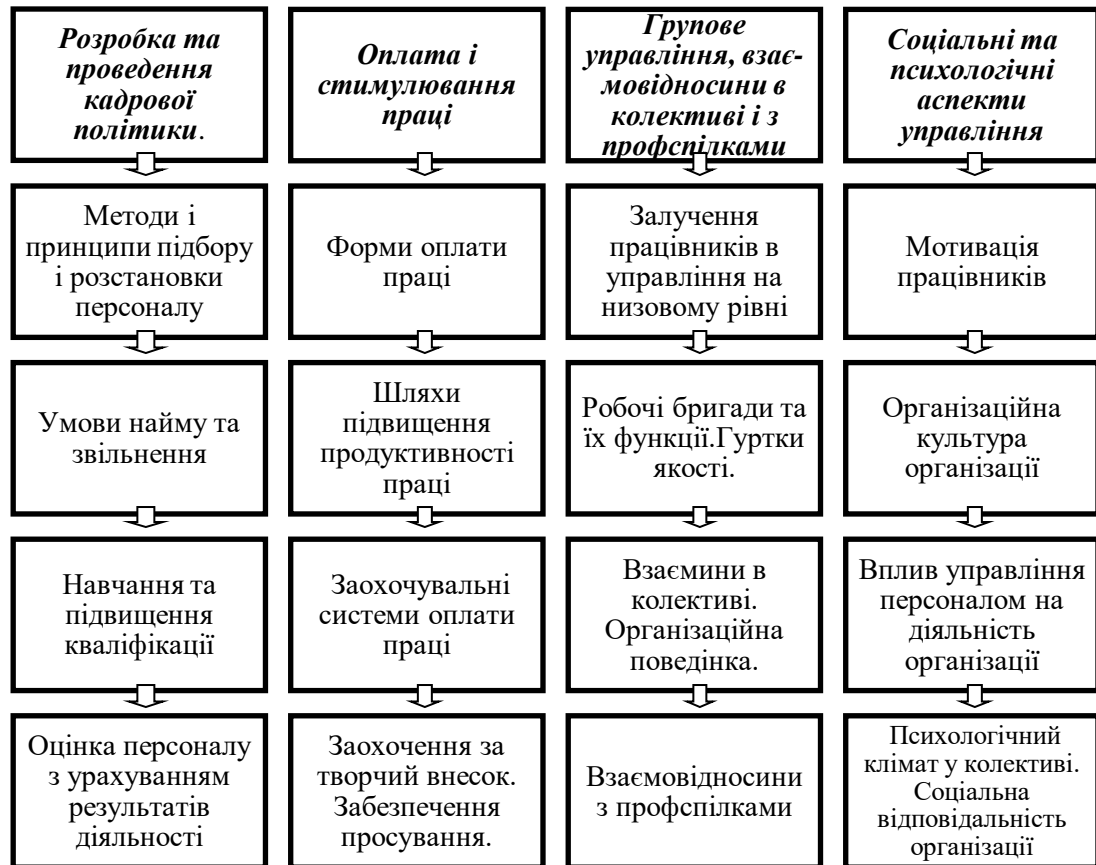 Розробка та
проведення
кадрової
політики.
Методи і
принципи підбору
і розстановки
персоналу
Умови найму та
звільнення
Навчання та
підвищення
кваліфікації
Оцінка персоналу
з урахуванням
результатів
діяльності
Оплата і
стимулювання
праці
Форми оплати
праці
Шляхи
підвищення
продуктивності
праці
Заохочувальні
системи оплати
праці
Заохочення за
творчий внесок.
Забезпечення
просування.
Групове
управління, взає-
мовідносини в
колективі і з
профспілками
Залучення
працівників в
управління на
низовому рівні
Робочі бригади та
їх функції.Гуртки
якості.
Взаємини в
колективі.
Організаційна
поведінка.
Взаємовідносини
з профспілками
Соціальні та
психологічні
аспекти
управління
Мотивація
працівників
Організаційна
культура
організації
Вплив управління
персоналом на
діяльність
організації
Психологічний
клімат у колективі.
Соціальна
відповідальність
організації